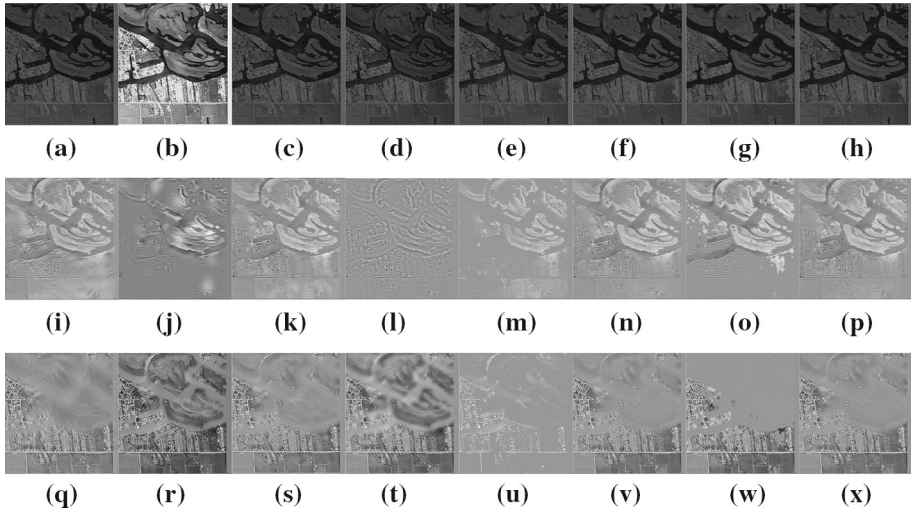 (a) (b) (c) (d) (e) (f) (g) (h)
(i) (j) (k) (l) (m) (n) (o) (p)
(q) (r) (s) (t) (u) (v) (w) (x)